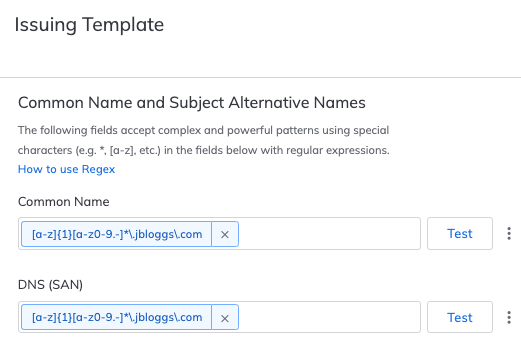 Issuing Template
Common Name and Subject Alternative Names
The following fields accept complex and powerful patterns using special
characters (e.g. *, [a-z], etc.) in the fields below with regular expressions.
How to use Regex
Common Name
[a-z]{1}[a-z0-9.-]*\.jbloggs\.com ×
Test
DNS (SAN)
[a-z]{1}[a-z0-9.-]*\.jbloggs\.com ×
Test